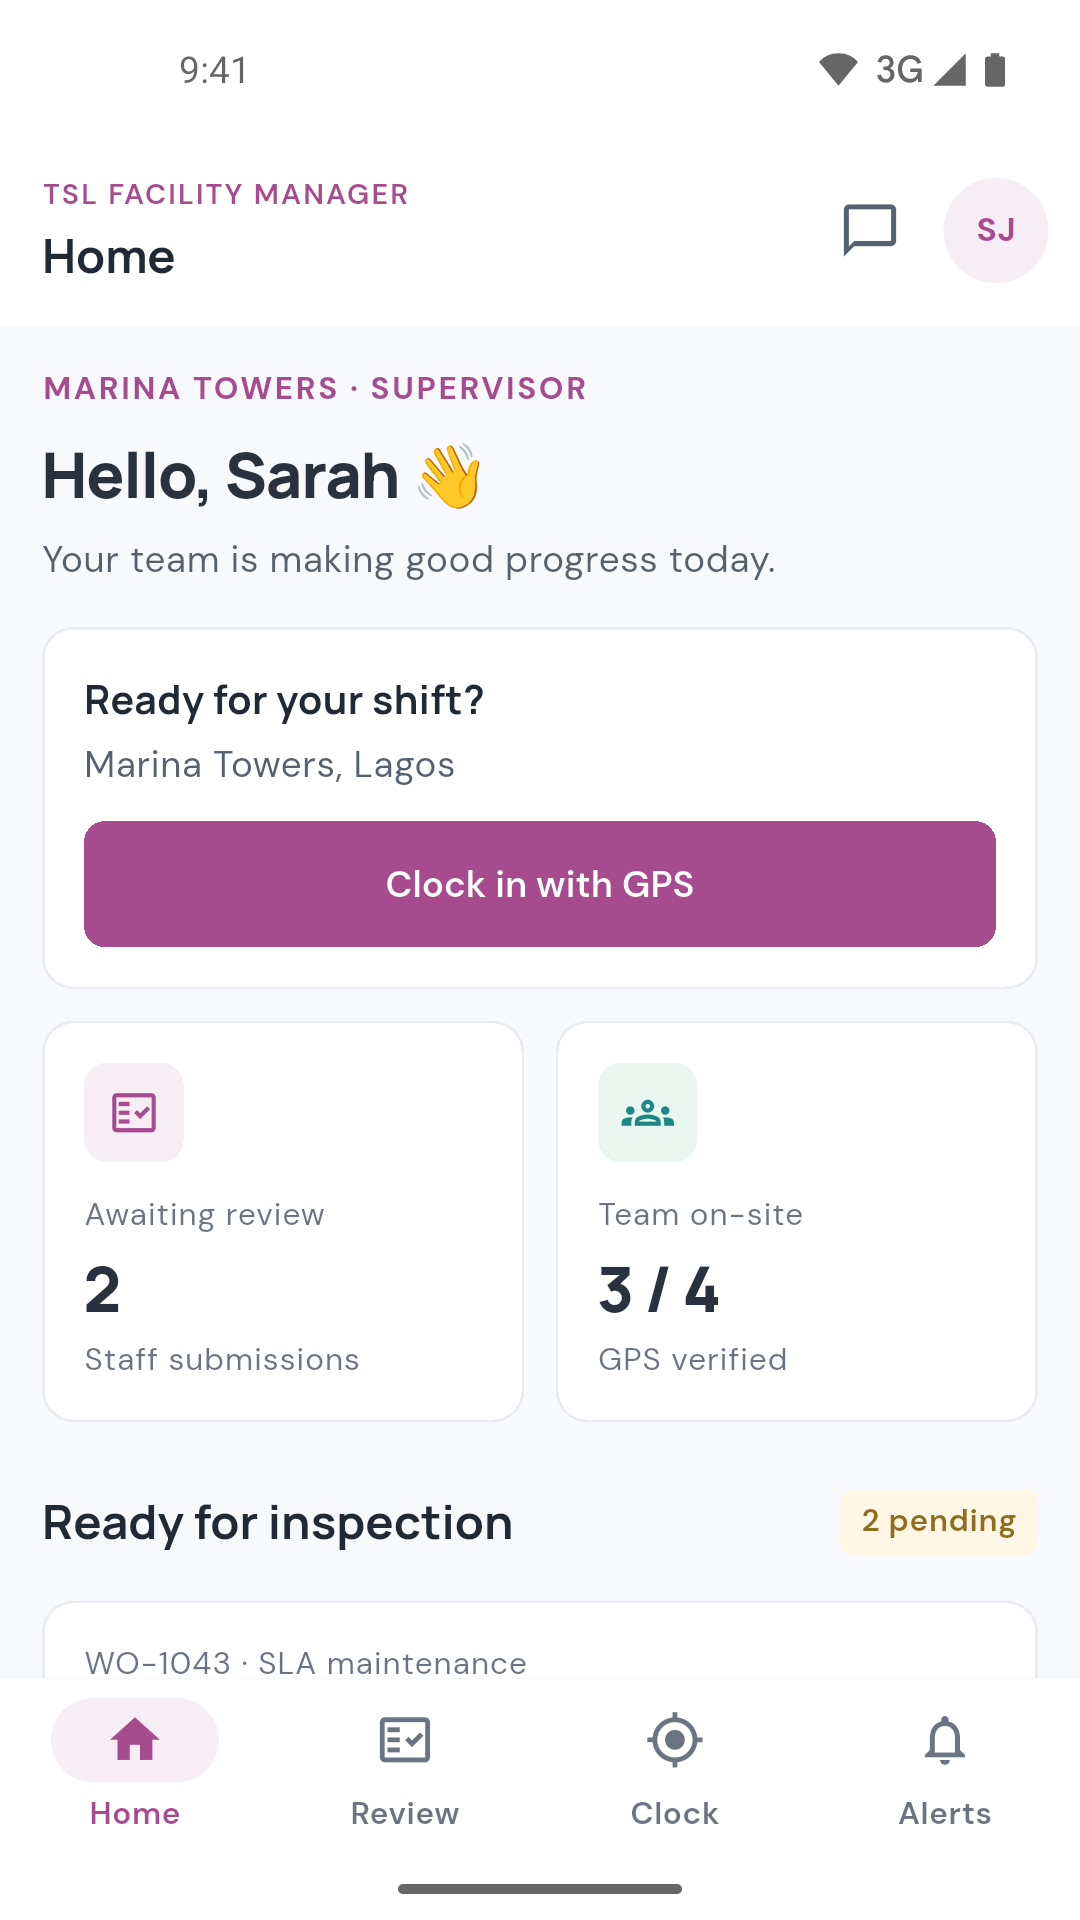 9:41
3G
TSL FACILITY MANAGER
Home
SJ
MARINA TOWERS · SUPERVISOR
Hello, Sarah 👋
Your team is making good progress today.
Ready for your shift?
Marina Towers, Lagos
Clock in with GPS
Awaiting review
2
Staff submissions
Team on-site
3 / 4
GPS verified
Ready for inspection
2 pending
WO-1043 · SLA maintenance
Home
Review
Clock
Alerts